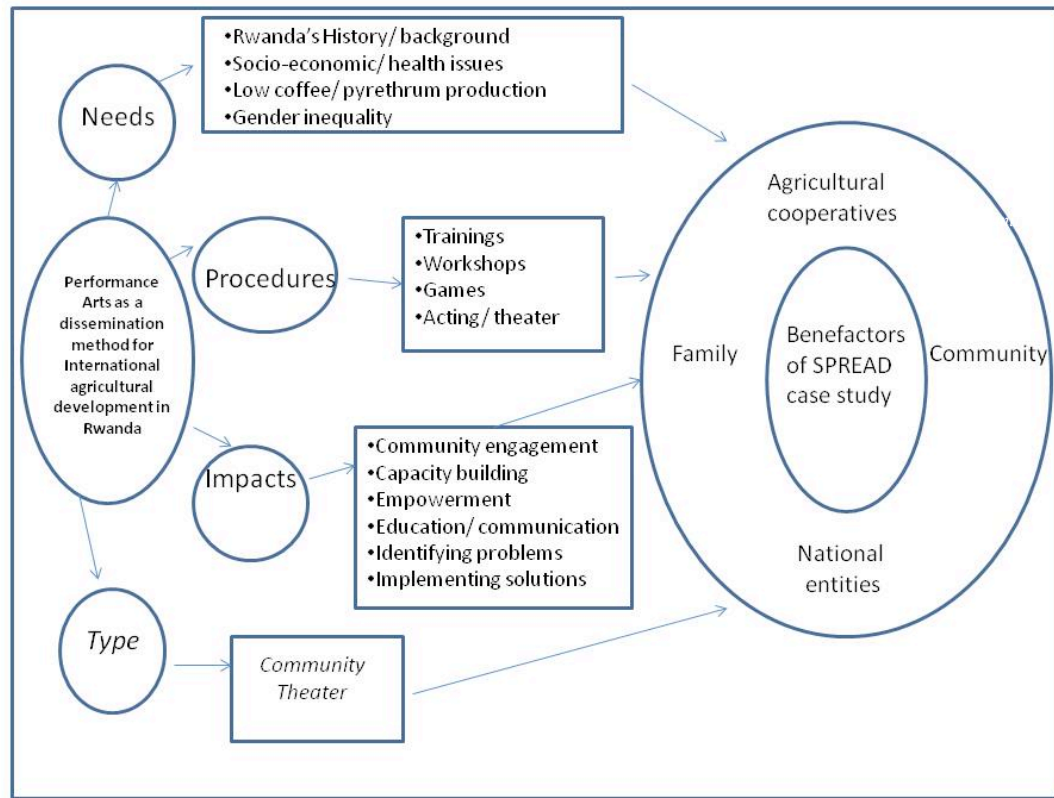 •Rwanda's History/ background
•Socio-economic/ health issues
•Low coffee/ pyrethrum production
•Gender inequality
Needs
Performance
Arts as a
dissemination
method for
International
agricultural
development in
Rwanda
Procedures
•Trainings
•Workshops
•Games
•Acting/ theater
Impacts
•Community engagement
•Capacity building
•Empowerment
•Education/ communication
•Identifying problems
•Implementing solutions
Type
Community
Theater
Agricultural
cooperatives
Family
Benefactors
of SPREAD
case study
Community
National
entities